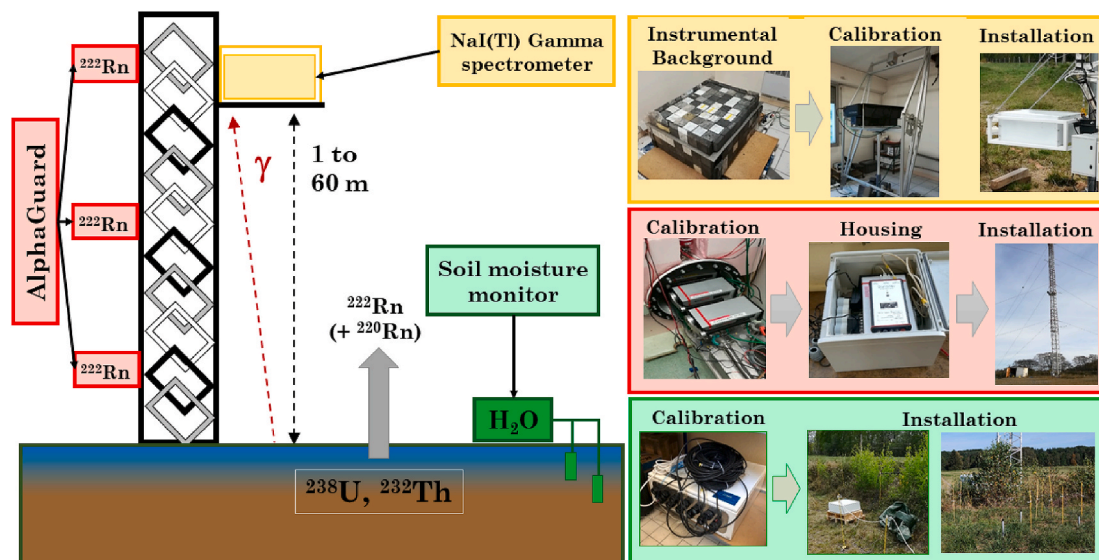 NaI(Tl) Gamma
spectrometer
²²²Rn
AlphaGuard
²²²Rn
²²²Rn
γ
1 to
60 m
Soil moisture
monitor
²²²Rn
(+ ²²⁰Rn)
H₂O
²³⁸U, ²³²Th
Instrumental
Background
Calibration
Installation
Calibration
Housing
Installation
Calibration
Installation